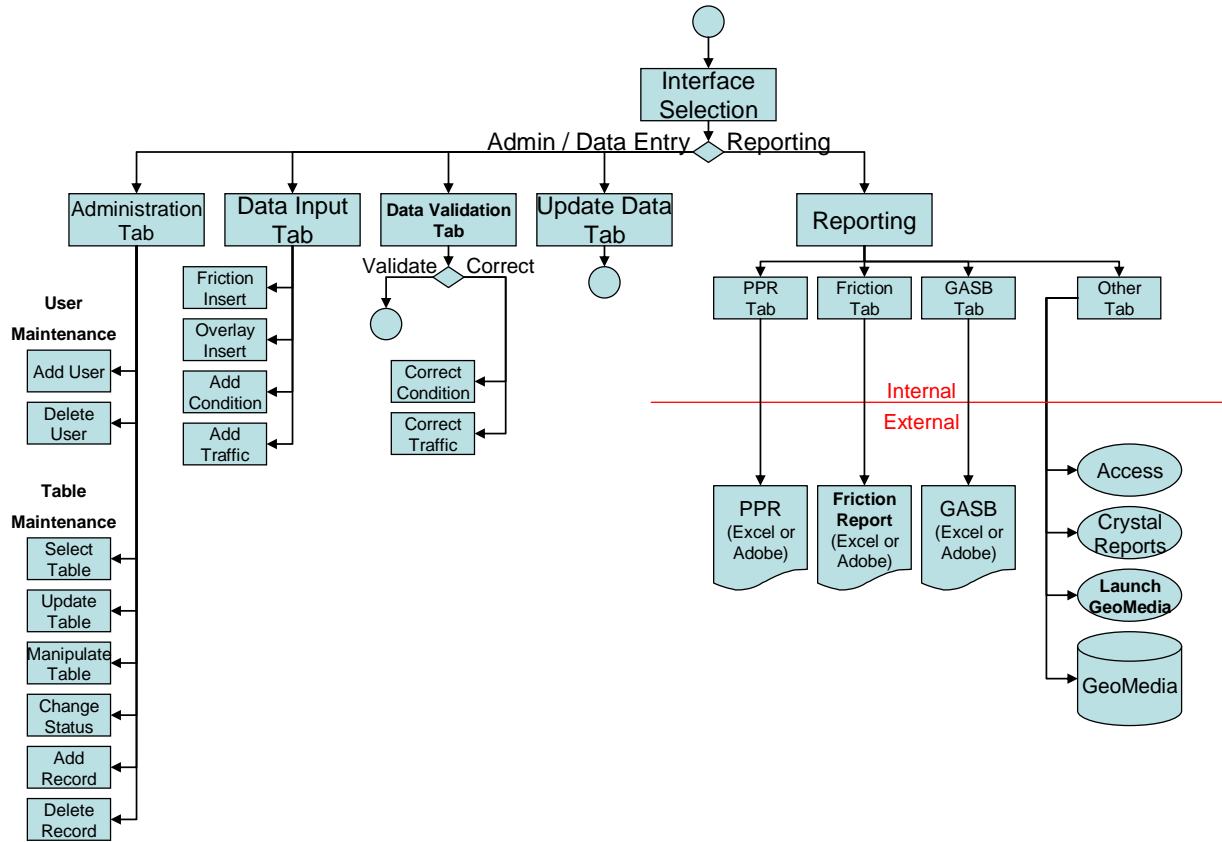 Interface
Selection
Admin / Data Entry
Reporting
Administration
Tab
Data Input
Tab
Data Validation
Tab
Update Data
Tab
Reporting
Validate
Correct
User
Maintenance
Add User
Delete
User
Table
Maintenance
Select
Table
Update
Table
Manipulate
Table
Change
Status
Add
Record
Delete
Record
Friction
Insert
Overlay
Insert
Add
Condition
Add
Traffic
Correct
Condition
Correct
Traffic
PPR
Tab
Friction
Tab
GASB
Tab
Other
Tab
Internal
External
PPR
(Excel or
Adobe)
Friction
Report
(Excel or
Adobe)
GASB
(Excel or
Adobe)
Access
Crystal
Reports
Launch
GeoMedia
GeoMedia